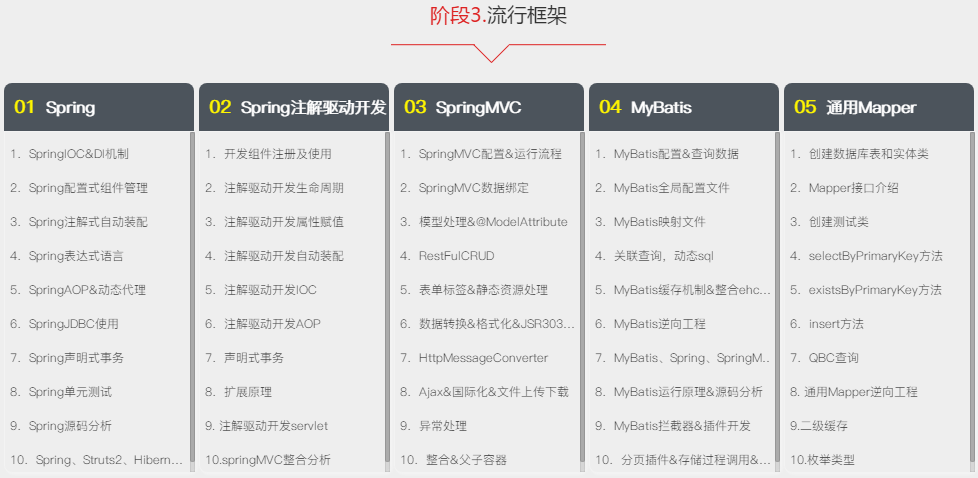 阶段3.流行框架
01 Spring
1. SpringIOC&DI机制
2. Spring配置式组件管理
3. Spring注解式自动装配
4. Spring表达式语言
5. SpringAOP&动态代理
6. SpringJDBC使用
7. Spring声明式事务
8. Spring单元测试
9. Spring源码分析
10. Spring、Struts2、Hibern...
02 Spring注解驱动开发
1. 开发组件注册及使用
2. 注解驱动开发生命周期
3. 注解驱动开发属性赋值
4. 注解驱动开发自动装配
5. 注解驱动开发IOC
6. 注解驱动开发AOP
7. 声明式事务
8. 扩展原理
9. 注解驱动开发servlet
10.springMVC整合分析
03 SpringMVC
1. SpringMVC配置&运行流程
2. SpringMVC数据绑定
3. 模型处理&@ModelAttribute
4. RestFulCRUD
5. 表单标签&静态资源处理
6. 数据转换&格式化&JSR303...
7. HttpMessageConverter
8. Ajax&国际化&文件上传下载
9. 异常处理
10. 整合&父子容器
04 MyBatis
1. MyBatis配置&查询数据
2. MyBatis全局配置文件
3. MyBatis映射文件
4. 关联查询，动态sql
5. MyBatis缓存机制&整合ehc...
6. MyBatis逆向工程
7. MyBatis、Spring、SpringM...
8. MyBatis运行原理&源码分析
9. MyBatis拦截器&插件开发
10. 分页插件&存储过程调用&...
05 通用Mapper
1. 创建数据库表和实体类
2. Mapper接口介绍
3. 创建测试类
4. selectByPrimaryKey方法
5. existsByPrimaryKey方法
6. insert方法
7. QBC查询
8. 通用Mapper逆向工程
9.二级缓存
10.枚举类型